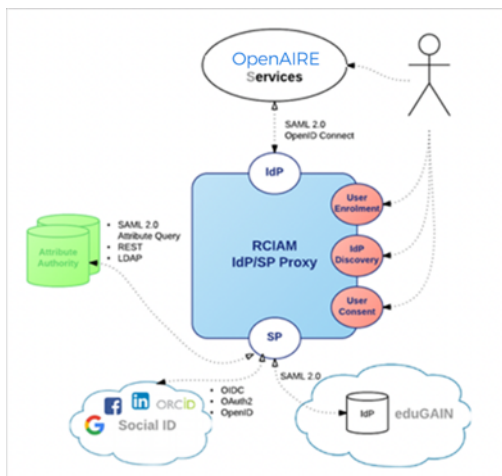 OpenAIRE
Services
SAML 2.0
OpenID Connect
IdP
User
Enrolment
IdP
Discovery
User
Consent
RCIAM
IdP/SP Proxy
SP
Attribute
Authority
• SAML 2.0
Attribute Query
• REST
• LDAP
SAML 2.0
• OIDC
• OAuth2
• OpenID
f
in
ORCID
G
Social ID
IdP
eduGAIN